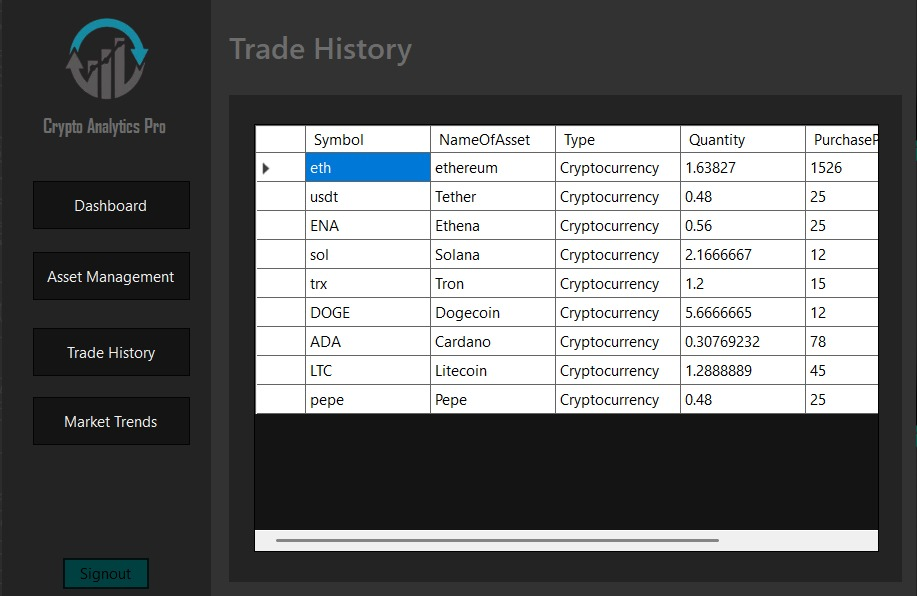 Crypto Analytics Pro
Dashboard
Asset Management
Trade History
Market Trends
Signout
Trade History
Symbol NameOfAsset Type Quantity PurchaseP
eth ethereum Cryptocurrency 1.63827 1526
usdt Tether Cryptocurrency 0.48 25
ENA Ethena Cryptocurrency 0.56 25
sol Solana Cryptocurrency 2.1666667 12
trx Tron Cryptocurrency 1.2 15
DOGE Dogecoin Cryptocurrency 5.6666665 12
ADA Cardano Cryptocurrency 0.30769232 78
LTC Litecoin Cryptocurrency 1.2888889 45
pepe Pepe Cryptocurrency 0.48 25